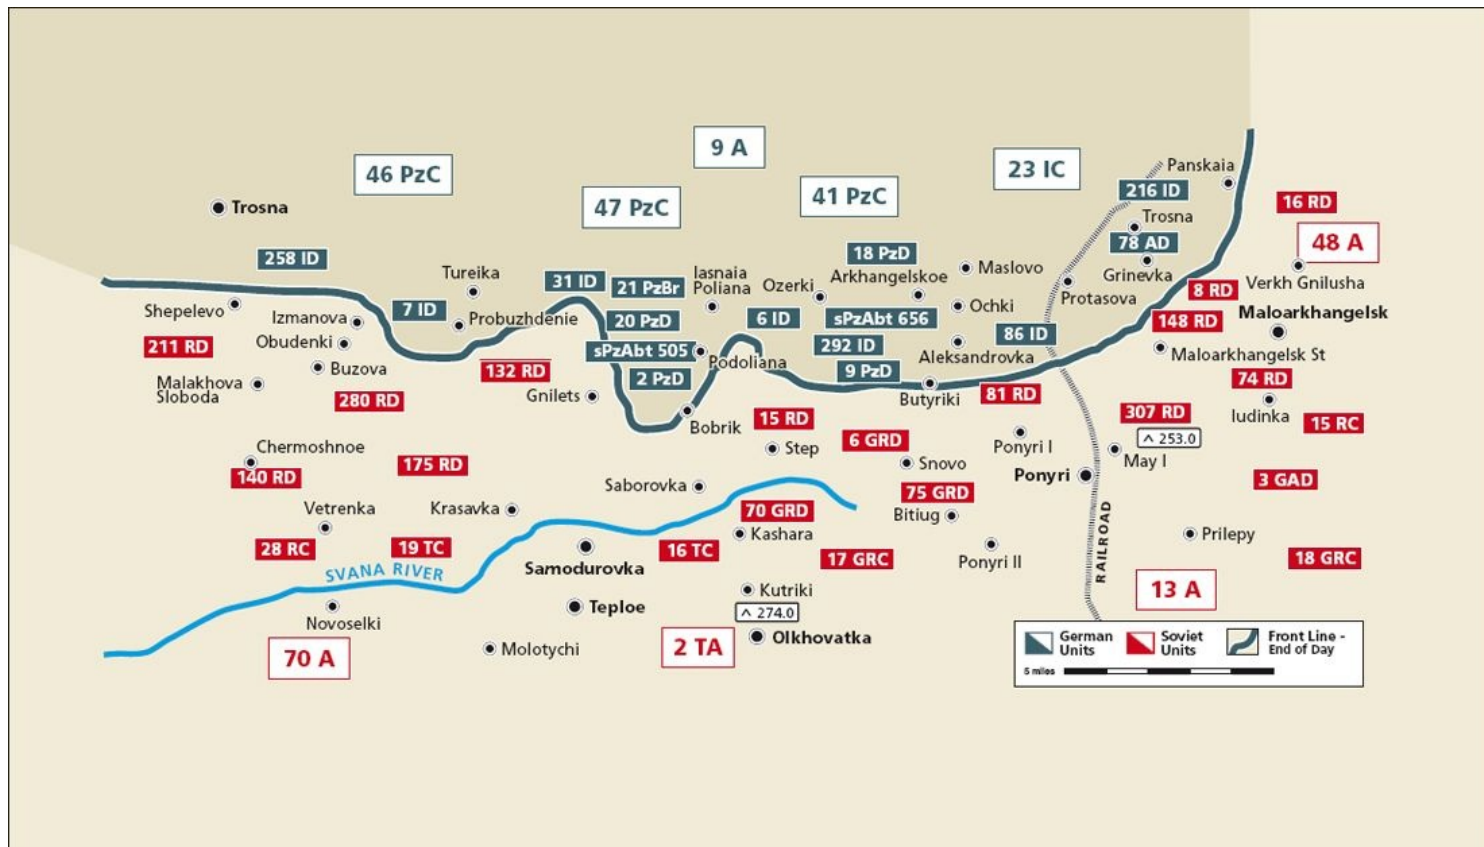 9 A
46 PzC
23 IC
Panskaia
47 PzC
41 PzC
216 ID
16 RD
Trosna
Trosna
48 A
78 AD
18 PzD
258 ID
Tureika
31 ID
21 PzBr
Iasnaia
Poliana
Ozerki
Arkhangelskoe
Maslovo
Grinevka
Protasova
8 RD
Verkh Gnilusha
Shepelevo
7 ID
Probuzhdenie
20 PzD
6 ID
sPzAbt 656
Ochki
Izmanova
148 RD
Maloarkhangelsk
86 ID
Obudenki
211 RD
sPzAbt 505
Podoliana
292 ID
Aleksandrovka
Maloarkhangelsk St
Buzova
132 RD
2 PzD
9 PzD
74 RD
Malakhova
Sloboda
280 RD
Gnilets
Butyriki
81 RD
Iudinka
Bobrik
15 RD
307 RD
15 RC
Chermoshnoe
Step
6 GRD
Ponyri I
253.0
May I
175 RD
Snovo
Ponyri
140 RD
Saborovka
75 GRD
3 GAD
Vetrenka
Krasavka
70 GRD
Bitiug
28 RC
19 TC
16 TC
Kashara
17 GRC
Ponyri II
RAILROAD
Prilepy
18 GRC
SVANA RIVER
Samodurovka
Novoselki
Teploe
Kutriki
274.0
13 A
70 A
Molotychi
2 TA
Olkhovatka
German
Units
Soviet
Units
Front Line -
End of Day
5 miles